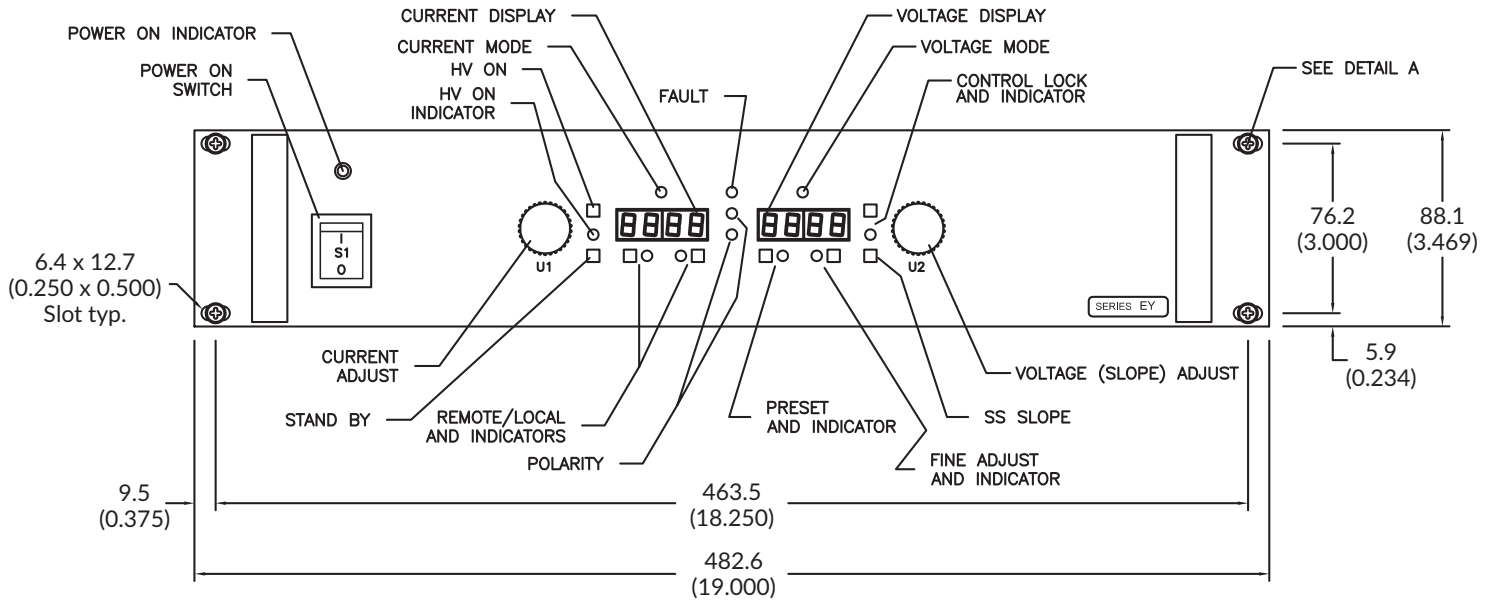 CURRENT DISPLAY
VOLTAGE DISPLAY
POWER ON INDICATOR
CURRENT MODE
VOLTAGE MODE
POWER ON
SWITCH
HV ON
SEE DETAIL A
HV ON
INDICATOR
FAULT
CONTROL LOCK
AND INDICATOR
8888
8888
I
S1
O
U1
U2
76.2
(3.000)
88.1
(3.469)
6.4 x 12.7
(0.250 x 0.500)
Slot typ.
SERIES EY
CURRENT
ADJUST
5.9
(0.234)
VOLTAGE (SLOPE) ADJUST
STAND BY
REMOTE/LOCAL
AND INDICATORS
PRESET
AND INDICATOR
SS SLOPE
POLARITY
FINE ADJUST
AND INDICATOR
9.5
(0.375)
463.5
(18.250)
482.6
(19.000)